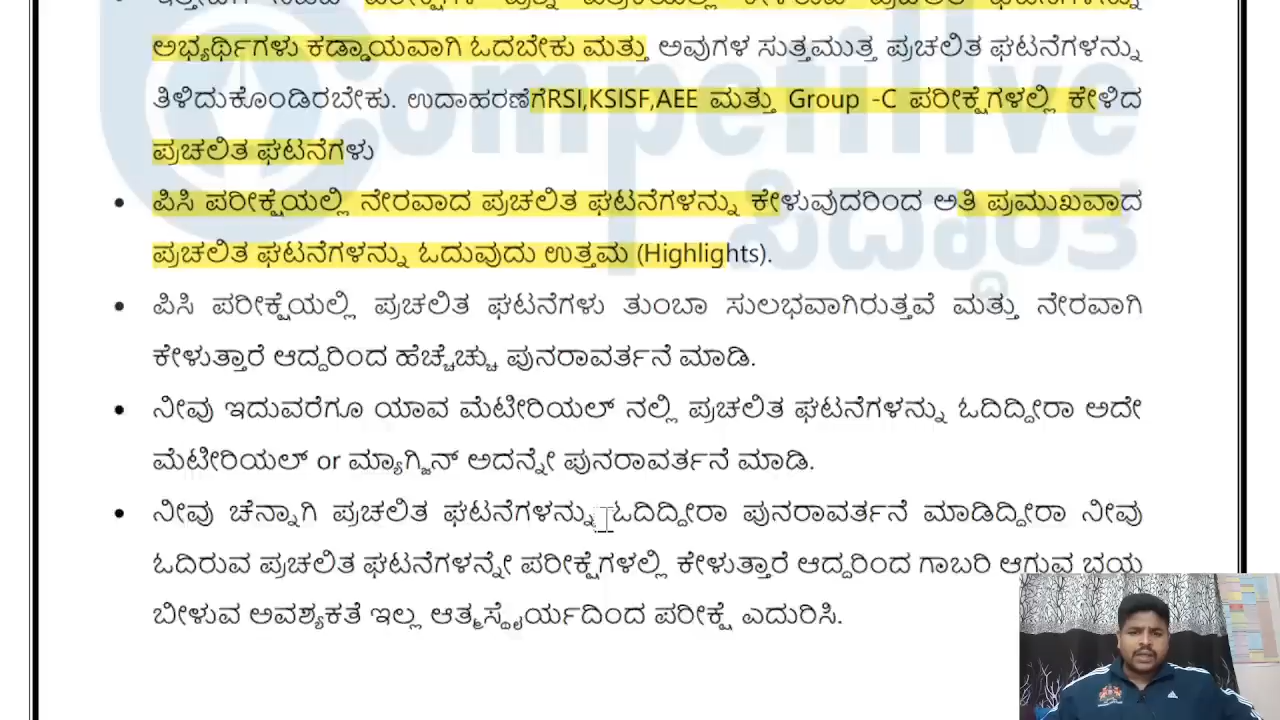 ಅಭ್ಯರ್ಥಿಗಳು ಕಡ್ಡಾಯವಾಗಿ ಓದಬೇಕು ಮತ್ತು ಅವುಗಳ ಸುತ್ತಮುತ್ತ ಪ್ರಚಲಿತ ಘಟನೆಗಳನ್ನು
ತಿಳಿದುಕೊಂಡಿರಬೇಕು. ಉದಾಹರಣೆಗೆRSI,KSISF,AEE ಮತ್ತು Group -C ಪರೀಕ್ಷೆಗಳಲ್ಲಿ ಕೇಳಿದ
ಪ್ರಚಲಿತ ಘಟನೆಗಳು
• ಪಿಸಿ ಪರೀಕ್ಷೆಯಲ್ಲಿ ನೇರವಾದ ಪ್ರಚಲಿತ ಘಟನೆಗಳನ್ನು ಕೇಳುವುದರಿಂದ ಅತಿ ಪ್ರಮುಖವಾದ
ಪ್ರಚಲಿತ ಘಟನೆಗಳನ್ನು ಓದುವುದು ಉತ್ತಮ (Highlights).
• ಪಿಸಿ ಪರೀಕ್ಷೆಯಲ್ಲಿ ಪ್ರಚಲಿತ ಘಟನೆಗಳು ತುಂಬಾ ಸುಲಭವಾಗಿರುತ್ತವೆ ಮತ್ತು ನೇರವಾಗಿ
ಕೇಳುತ್ತಾರೆ ಆದ್ದರಿಂದ ಹೆಚ್ಚೆಚ್ಚು ಪುನರಾವರ್ತನೆ ಮಾಡಿ.
• ನೀವು ಇದುವರೆಗೂ ಯಾವ ಮೆಟೀರಿಯಲ್ ನಲ್ಲಿ ಪ್ರಚಲಿತ ಘಟನೆಗಳನ್ನು ಓದಿದ್ದೀರಾ ಅದೇ
ಮೆಟೀರಿಯಲ್ or ಮ್ಯಾಗ್ಜಿನ್ ಅದನ್ನೇ ಪುನರಾವರ್ತನೆ ಮಾಡಿ.
• ನೀವು ಚೆನ್ನಾಗಿ ಪ್ರಚಲಿತ ಘಟನೆಗಳನ್ನು ಓದಿದ್ದೀರಾ ಪುನರಾವರ್ತನೆ ಮಾಡಿದ್ದೀರಾ ನೀವು
ಓದಿರುವ ಪ್ರಚಲಿತ ಘಟನೆಗಳನ್ನೇ ಪರೀಕ್ಷೆಗಳಲ್ಲಿ ಕೇಳುತ್ತಾರೆ ಆದ್ದರಿಂದ ಗಾಬರಿ ಆಗುವ ಭಯ
ಬೀಳುವ ಅವಶ್ಯಕತೆ ಇಲ್ಲ ಆತ್ಮಸ್ಥೈರ್ಯದಿಂದ ಪರೀಕ್ಷೆ ಎದುರಿಸಿ.